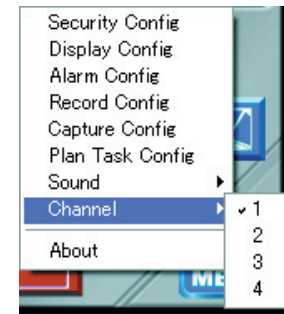 Security Config
Display Config
Alarm Config
Record Config
Capture Config
Plan Task Config
Sound
Channel
1
2
3
4
About